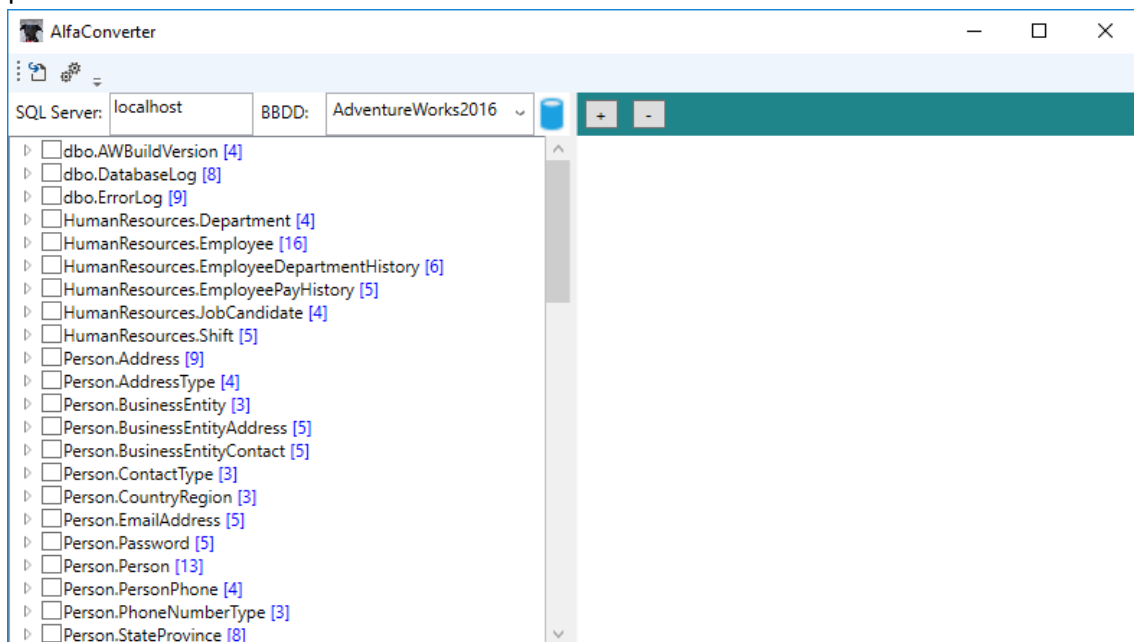 AlfaConverter
SQL Server: localhost BBDD: AdventureWorks2016 + -
dbo.AWBuildVersion [4]
dbo.DatabaseLog [8]
dbo.ErrorLog [9]
HumanResources.Department [4]
HumanResources.Employee [16]
HumanResources.EmployeeDepartmentHistory [6]
HumanResources.EmployeePayHistory [5]
HumanResources.JobCandidate [4]
HumanResources.Shift [5]
Person.Address [9]
Person.AddressType [4]
Person.BusinessEntity [3]
Person.BusinessEntityAddress [5]
Person.BusinessEntityContact [5]
Person.ContactType [3]
Person.CountryRegion [3]
Person.EmailAddress [5]
Person.Password [5]
Person.Person [13]
Person.PersonPhone [4]
Person.PhoneNumberType [3]
Person.StateProvince [8]